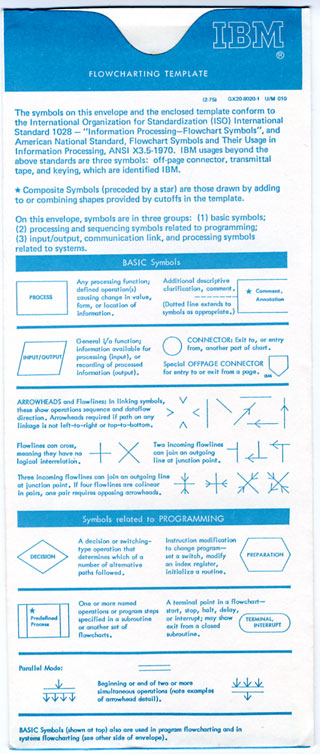 IBM
®
FLOWCHARTING TEMPLATE
(2-76) GX20-8020-1 U/M 010
The symbols on this envelope and the enclosed template conform to
the International Organization for Standardization (ISO) International
Standard 1028 — "Information Processing—Flowchart Symbols", and
American National Standard, Flowchart Symbols and Their Usage in
Information Processing, ANSI X3.5-1970. IBM usages beyond the
above standards are three symbols: off-page connector, transmittal
tape, and keying, which are identified IBM.
★ Composite Symbols (preceded by a star) are those drawn by adding
to or combining shapes provided by cutoffs in the template.
On this envelope, symbols are in three groups: (1) basic symbols;
(2) processing and sequencing symbols related to programming;
(3) input/output, communication link, and processing symbols
related to systems.
BASIC Symbols
PROCESS
Any processing function;
defined operation(s)
causing change in value,
form, or location of
information.
Additional descriptive
clarification, comment.
(Dotted line extends to
symbols as appropriate.)
★ Comment,
Annotation
INPUT/OUTPUT
General i/o function;
information available for
processing (input), or
recording of processed
information (output).
CONNECTOR: Exit to, or entry
from, another part of chart.
Special OFFPAGE CONNECTOR
for entry to or exit from a page.
IBM
ARROWHEADS and Flowlines: In linking symbols,
these show operations sequence and dataflow
direction. Arrowheads required if path on any
linkage is not left-to-right or top-to-bottom.
Flowlines can cross,
meaning they have no
logical interrelation.
Two incoming flowlines
can join an outgoing
line at junction point.
Three incoming flowlines can join an outgoing line
at junction point. If four flowlines are colinear
in pairs, one pair requires opposing arrowheads.
Symbols related to PROGRAMMING
DECISION
A decision or switching-
type operation that
determines which of a
number of alternative
paths followed.
Instruction modification
to change program—
set a switch, modify
an index register,
initialize a routine.
PREPARATION
★
Predefined
Process
One or more named
operations or program steps
specified in a subroutine
or another set of
flowcharts.
A terminal point in a flowchart—
start, stop, halt, delay,
or interrupt; may show
exit from a closed
subroutine.
TERMINAL,
INTERRUPT
Parallel Mode:
Beginning or end of two or more
simultaneous operations (note examples
of arrowhead detail).
BASIC Symbols (shown at top) also are used in program flowcharting and in
systems flowcharting (see other side of envelope).